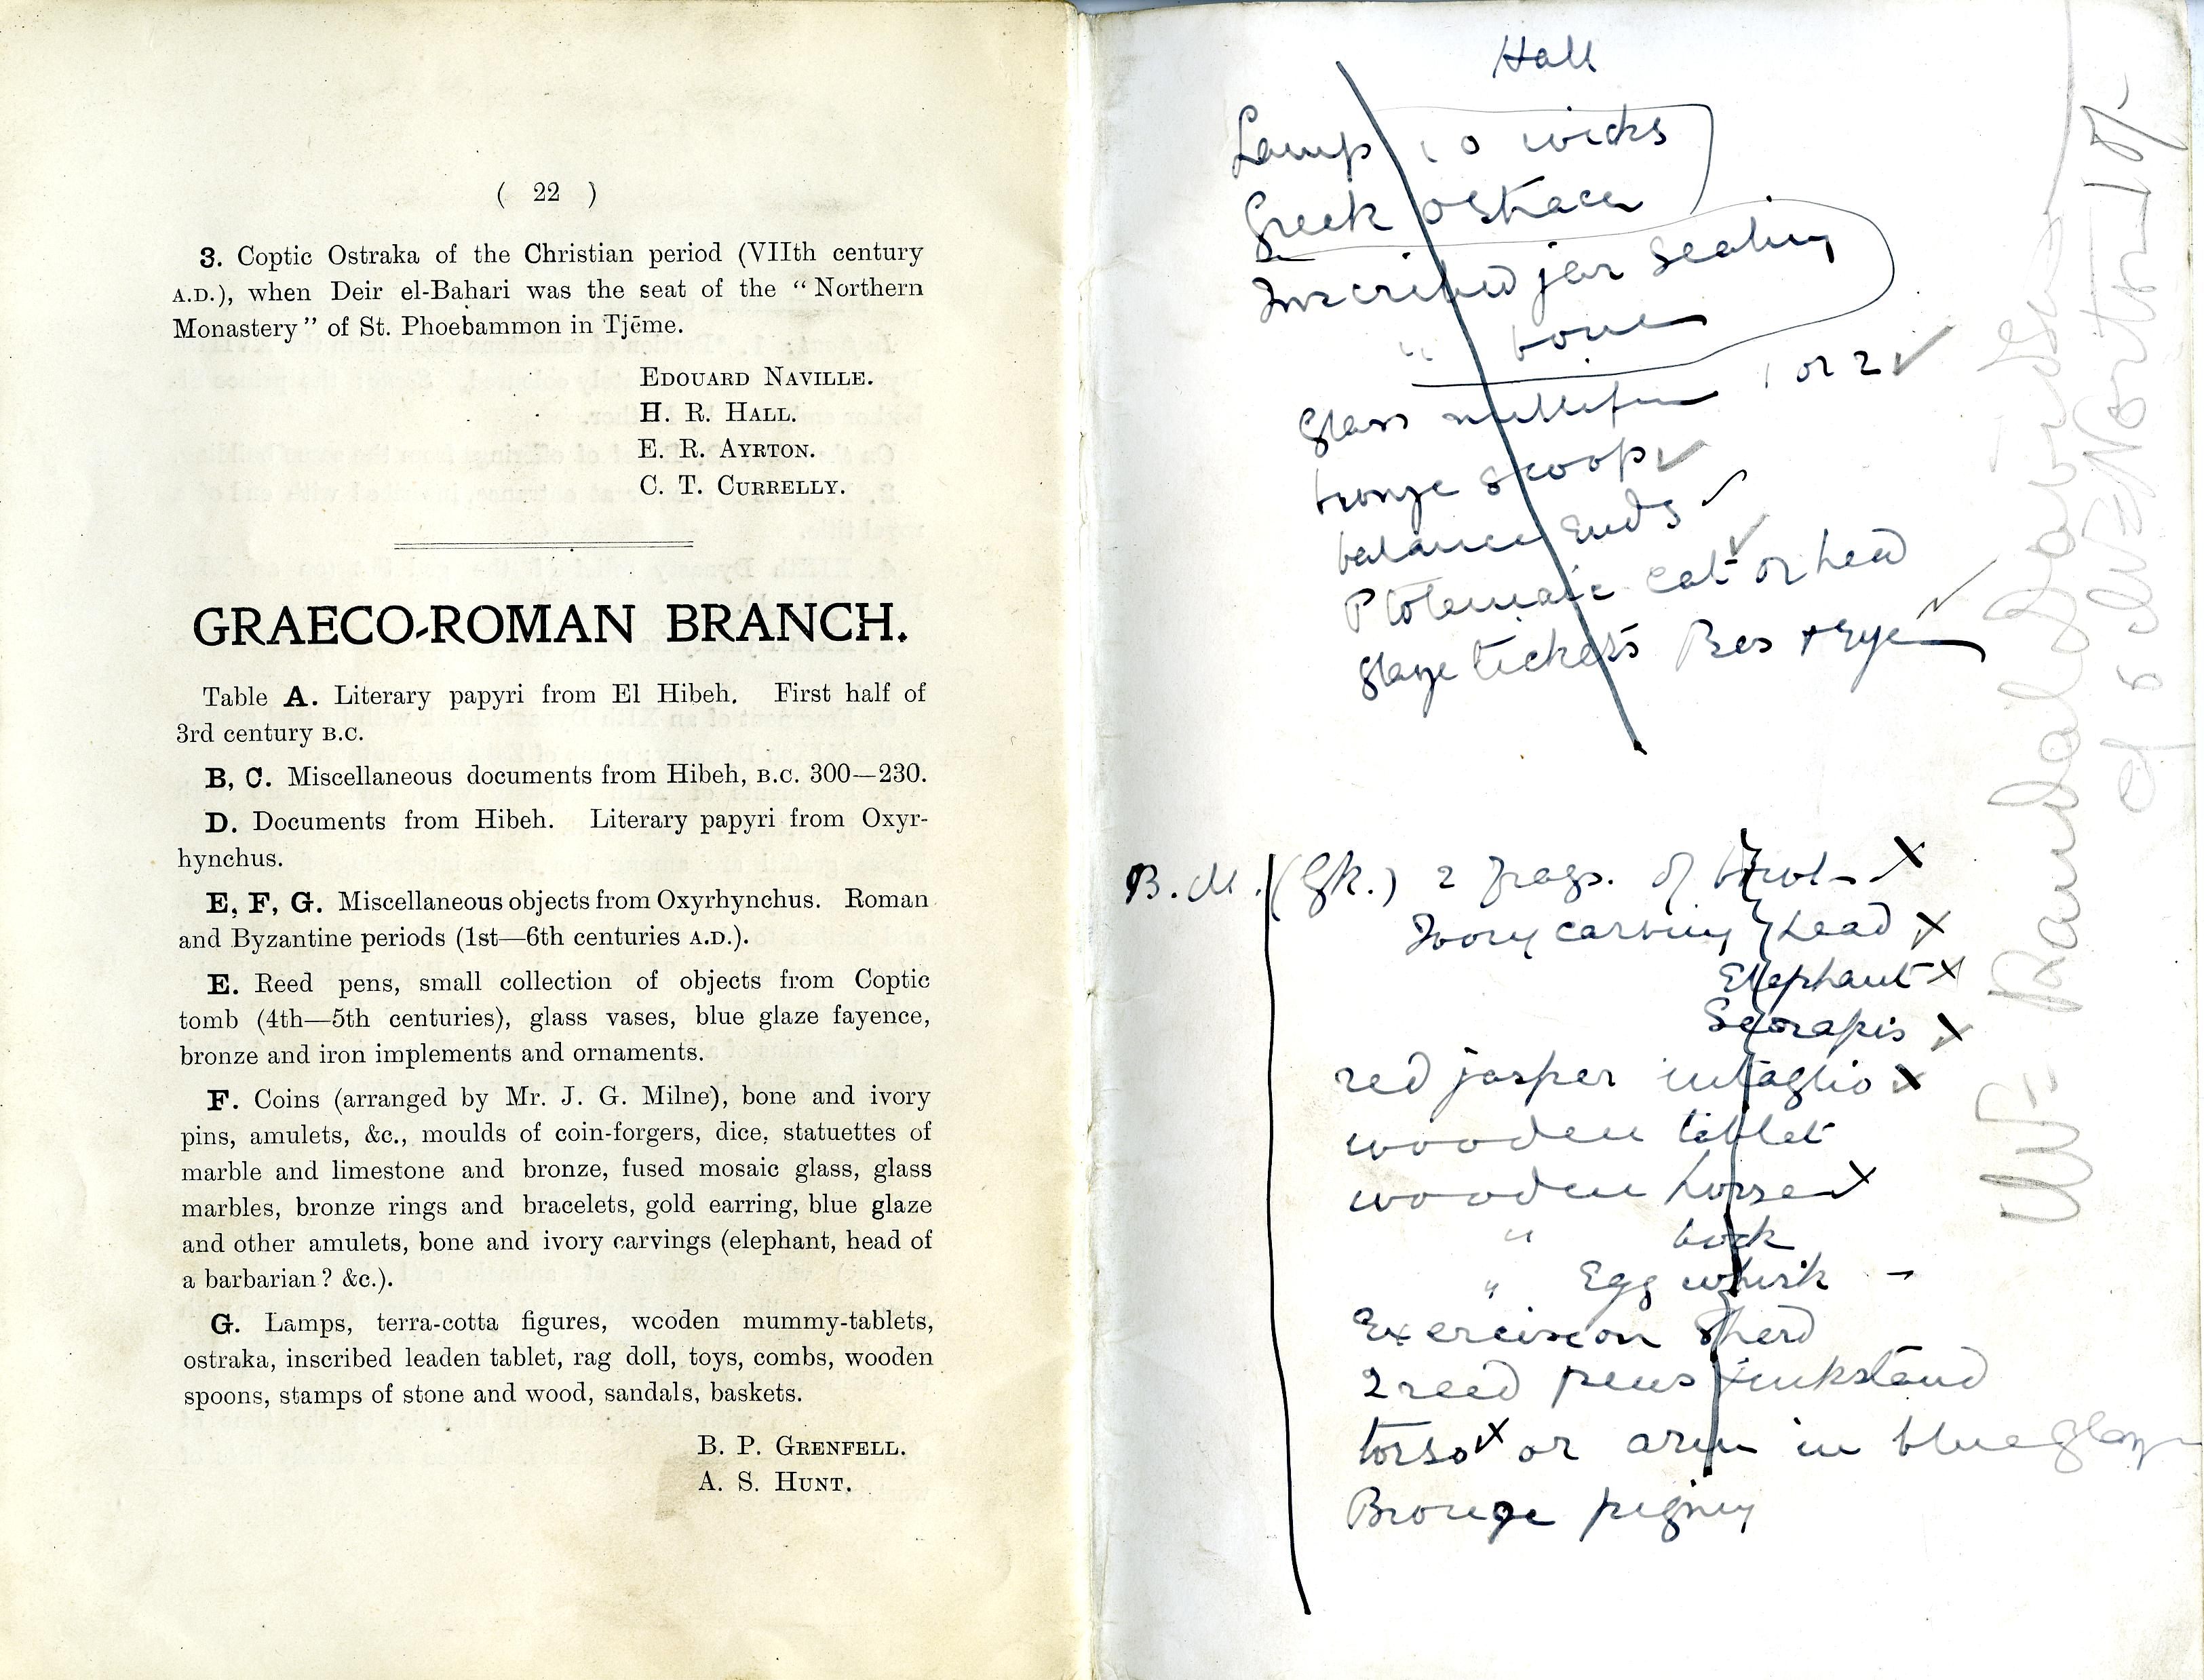 ( 22 )
3. Coptic Ostraka of the Christian period (VIIth century
A.D.), when Deir el-Bahari was the seat of the “ Northern
Monastery ” of St. Phoebammon in Tjēme.
EDOUARD NAVILLE.
H. R. HALL.
E. R. AYRTON.
C. T. CURRELLY.
GRAECO-ROMAN BRANCH.
Table A. Literary papyri from El Hibeh. First half of
3rd century B.C.
B, C. Miscellaneous documents from Hibeh, B.C. 300—230.
D. Documents from Hibeh. Literary papyri from Oxyr-
hynchus.
E, F, G. Miscellaneous objects from Oxyrhynchus. Roman
and Byzantine periods (1st—6th centuries A.D.).
E. Reed pens, small collection of objects from Coptic
tomb (4th—5th centuries), glass vases, blue glaze fayence,
bronze and iron implements and ornaments.
F. Coins (arranged by Mr. J. G. Milne), bone and ivory
pins, amulets, &c., moulds of coin-forgers, dice, statuettes of
marble and limestone and bronze, fused mosaic glass, glass
marbles, bronze rings and bracelets, gold earring, blue glaze
and other amulets, bone and ivory carvings (elephant, head of
a barbarian ? &c.).
G. Lamps, terra-cotta figures, wooden mummy-tablets,
ostraka, inscribed leaden tablet, rag doll, toys, combs, wooden
spoons, stamps of stone and wood, sandals, baskets.
B. P. GRENFELL.
A. S. HUNT.
Hall
Lamp 10 wicks
Greek ostraca
Inscribed jar sealing
" bone
Glass 1 or 2
bronze scoop
balance ends
Ptolemaic cat or head
glaze tickets Bes + eye
B.M. (Gk.) 2 frags. of bowl
Ivory carving head
Elephant
Serapis
red jasper intaglio
wooden tablet
wooden horse
" lock
" Egg whisk
Exercise on sherd
2 reed pens + inkstand
torso or arm in blue glaze
Bronze pigmy
Mr Randal Davids